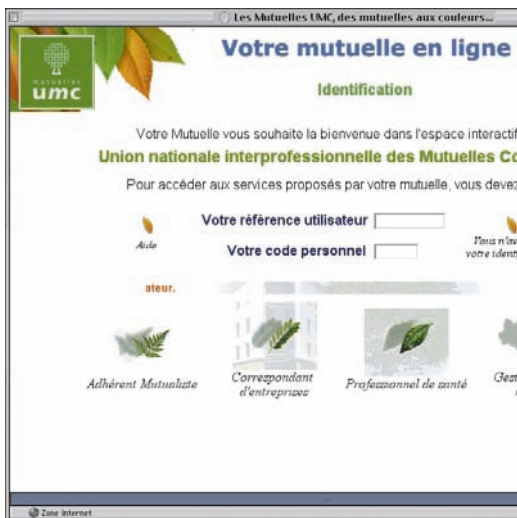 Les Mutuelles UMC, des mutuelles aux couleurs...
mutuelles
umc
Votre mutuelle en ligne
Identification
Votre Mutuelle vous souhaite la bienvenue dans l'espace interactif
Union nationale interprofessionnelle des Mutuelles Co
Pour accéder aux services proposés par votre mutuelle, vous devez
Votre référence utilisateur
Aide
Vous n'av
votre identi
Votre code personnel
ateur.
Adhérent Mutualiste
Correspondant
d'entreprises
Professionnel de santé
Gest
Zone Internet